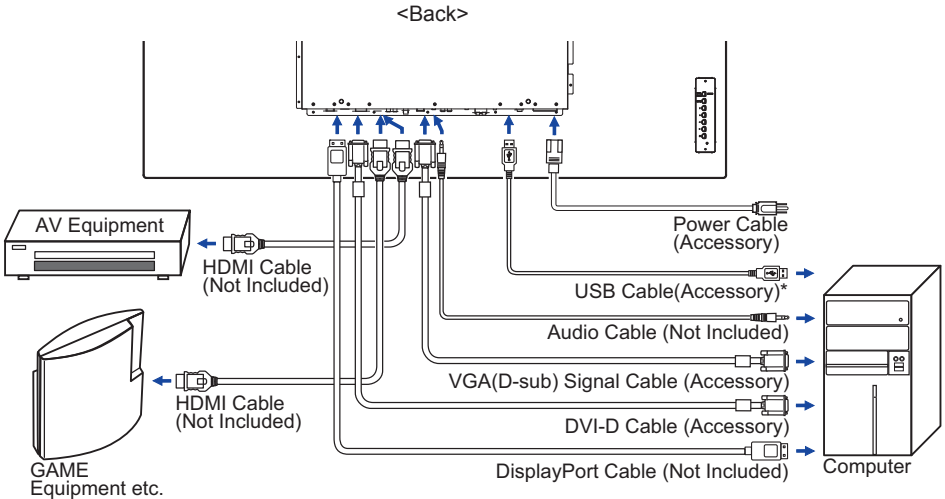 <Back>
AV Equipment
HDMI Cable
(Not Included)
Power Cable
(Accessory)
USB Cable(Accessory)*
Audio Cable (Not Included)
VGA(D-sub) Signal Cable (Accessory)
HDMI Cable
(Not Included)
DVI-D Cable (Accessory)
DisplayPort Cable (Not Included)
Computer
GAME
Equipment etc.